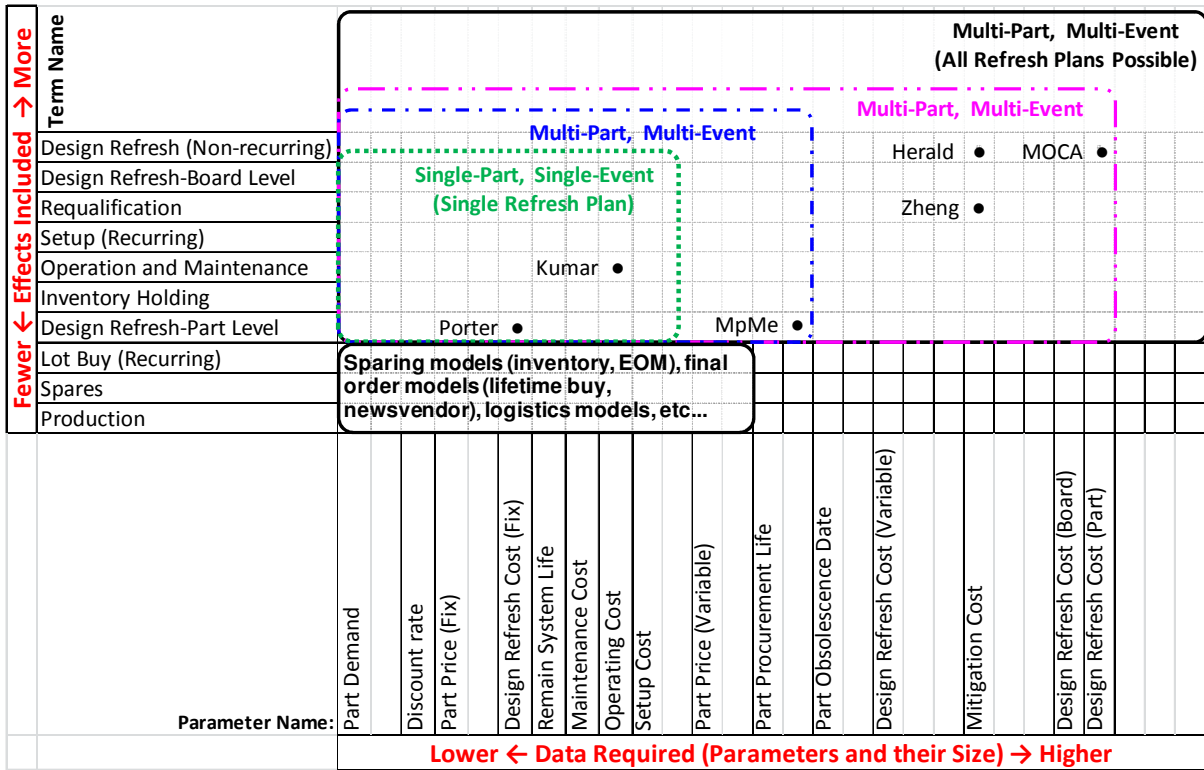 Fewer ← Effects Included → More
Term Name
Multi-Part, Multi-Event
(All Refresh Plans Possible)
Multi-Part, Multi-Event
Multi-Part, Multi-Event
Design Refresh (Non-recurring)
Herald
MOCA
Design Refresh-Board Level
Single-Part, Single-Event
Requalification
(Single Refresh Plan)
Zheng
Setup (Recurring)
Operation and Maintenance
Kumar
Inventory Holding
Design Refresh-Part Level
Porter
MpMe
Lot Buy (Recurring)
Spares
Production
Sparing models (inventory, EOM), final
order models (lifetime buy,
newsvendor), logistics models, etc...
Parameter Name:
Part Demand
Discount rate
Part Price (Fix)
Design Refresh Cost (Fix)
Remain System Life
Maintenance Cost
Operating Cost
Setup Cost
Part Price (Variable)
Part Procurement Life
Part Obsolescence Date
Design Refresh Cost (Variable)
Mitigation Cost
Design Refresh Cost (Board)
Design Refresh Cost (Part)
Lower ← Data Required (Parameters and their Size) → Higher